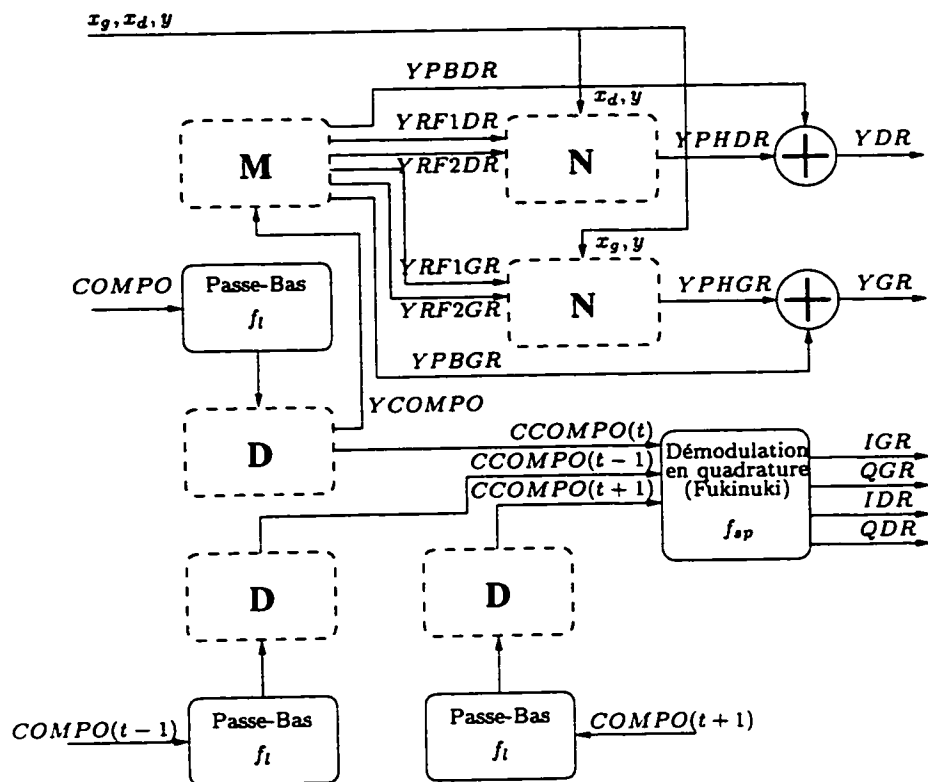 x_g, x_d, y
YPBDR
x_d, y
YRF1DR
YPHDR
YDR
M
N
YRF2DR
x_g, y
YRF1GR
COMPO
Passe-Bas
f_l
YPHGR
YGR
N
YRF2GR
YPBGR
YCOMPO
D
CCOMPO(t)
CCOMPO(t − 1)
CCOMPO(t + 1)
Démodulation
en quadrature
(Fukinuki)
f_sp
IGR
QGR
IDR
QDR
D
D
COMPO(t − 1)
Passe-Bas
f_l
Passe-Bas
f_l
COMPO(t + 1)